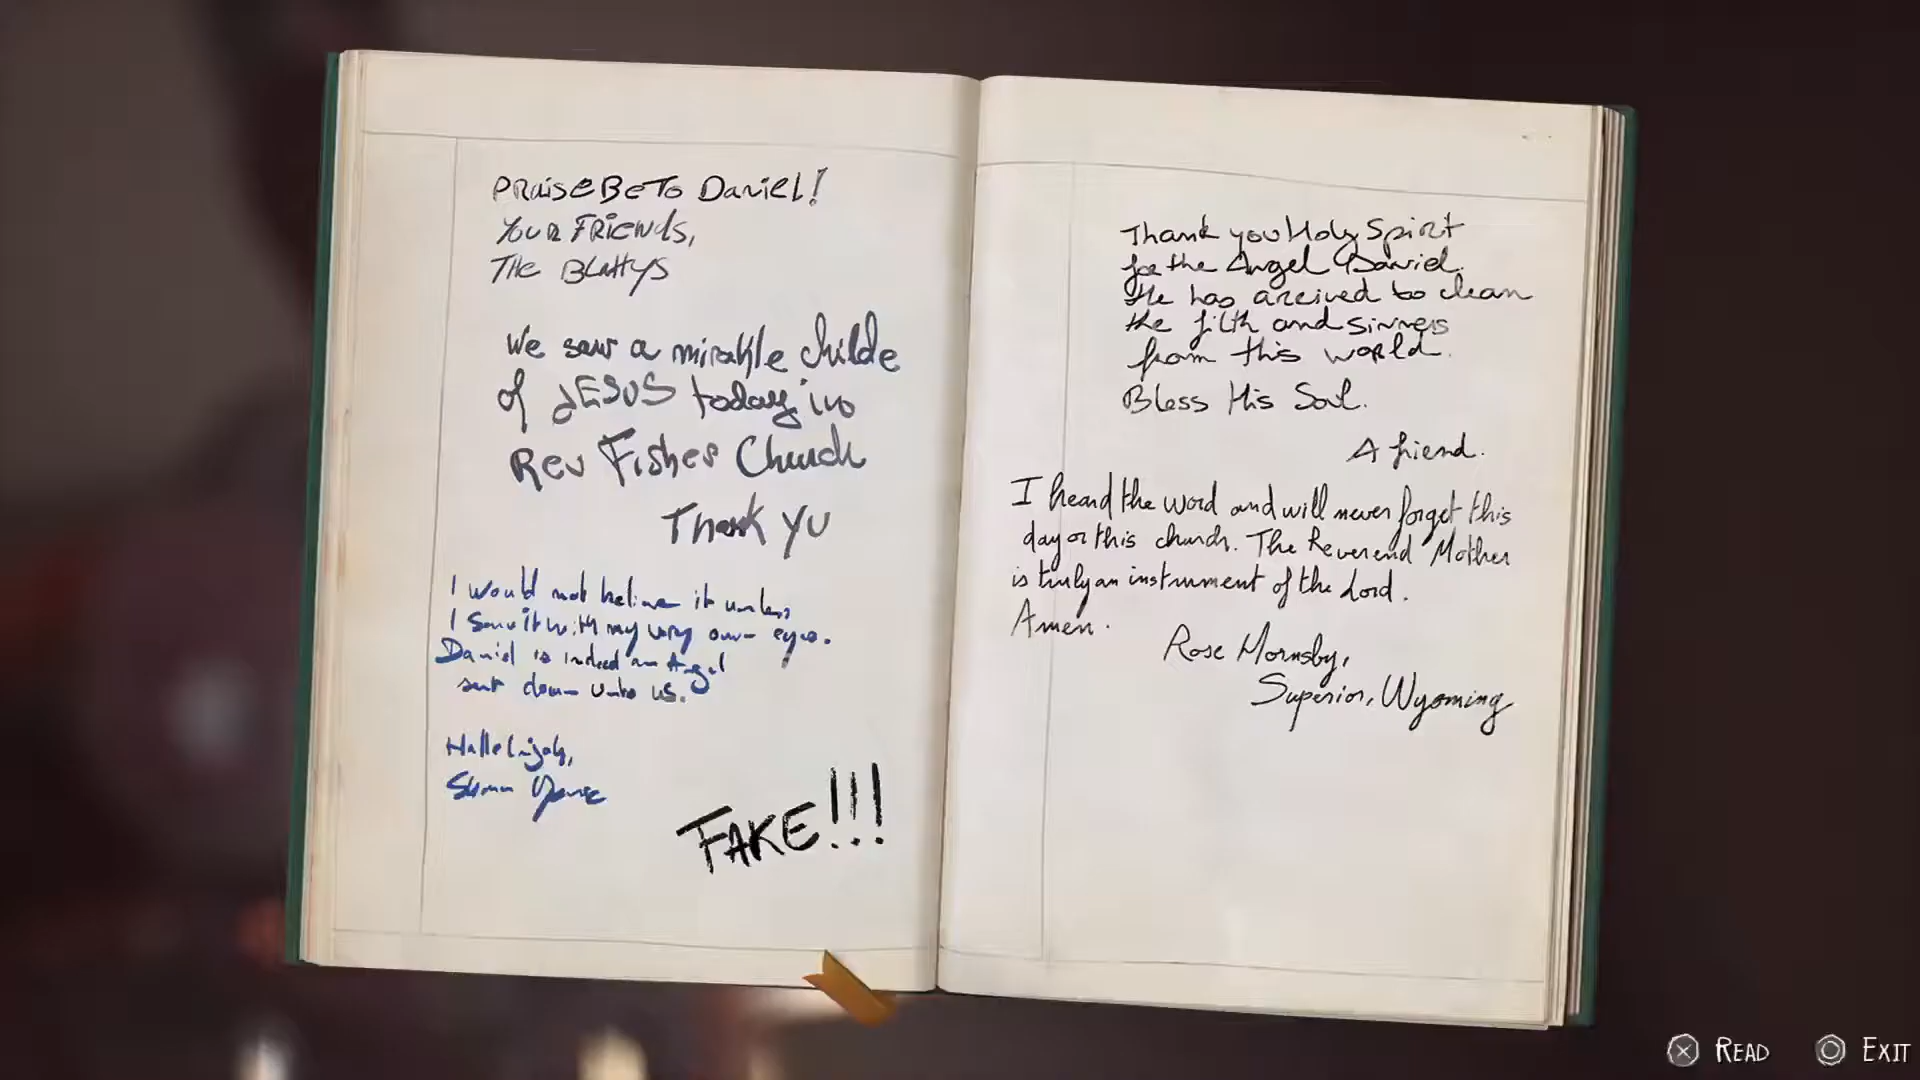 PRaiseBeTo DanieL!
YouR FRIENds,
THe BLattys
We saw a mirakle childe
of JESUS today in
Rev Fisher Church
Thank YU
I would not believe it unless
I saw it with my very own eyes.
Daniel is indeed an Angel
sent down unto us.
Hallelujah,
FAKE!!!
Thank you Holy Spirit
for the Angel Daniel.
He has arrived to clean
the filth and sinners
from this world.
Bless His Soul.
A friend.
I heard the word and will never forget this
day or this church. The Reverend Mother
is truly an instrument of the Lord.
Amen.
Rose Hornsby,
Superior, Wyoming
READ
EXIT